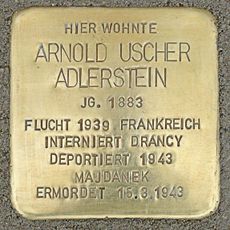 HIER WOHNTE
ARNOLD USCHER
ADLERSTEIN
JG. 1883
FLUCHT 1939 FRANKREICH
INTERNIERT DRANCY
DEPORTIERT 1943
MAJDANEK
ERMORDET 15.3.1943